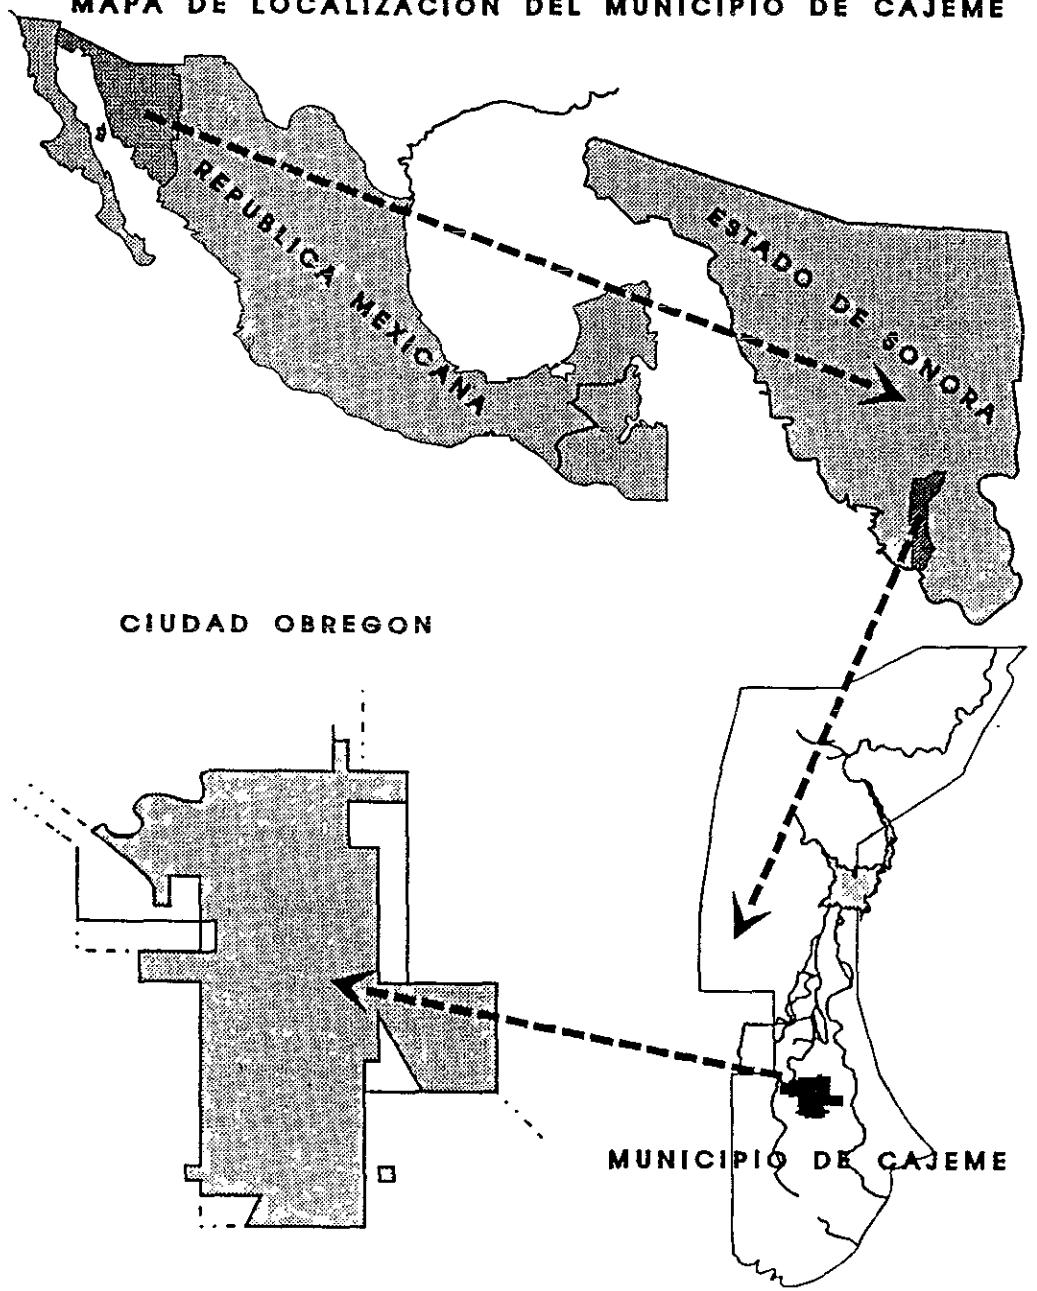 MAPA DE LOCALIZACION DEL MUNICIPIO DE CAJEME
REPUBLICA MEXICANA
ESTADO DE SONORA
CIUDAD OBREGON
MUNICIPIO DE CAJEME